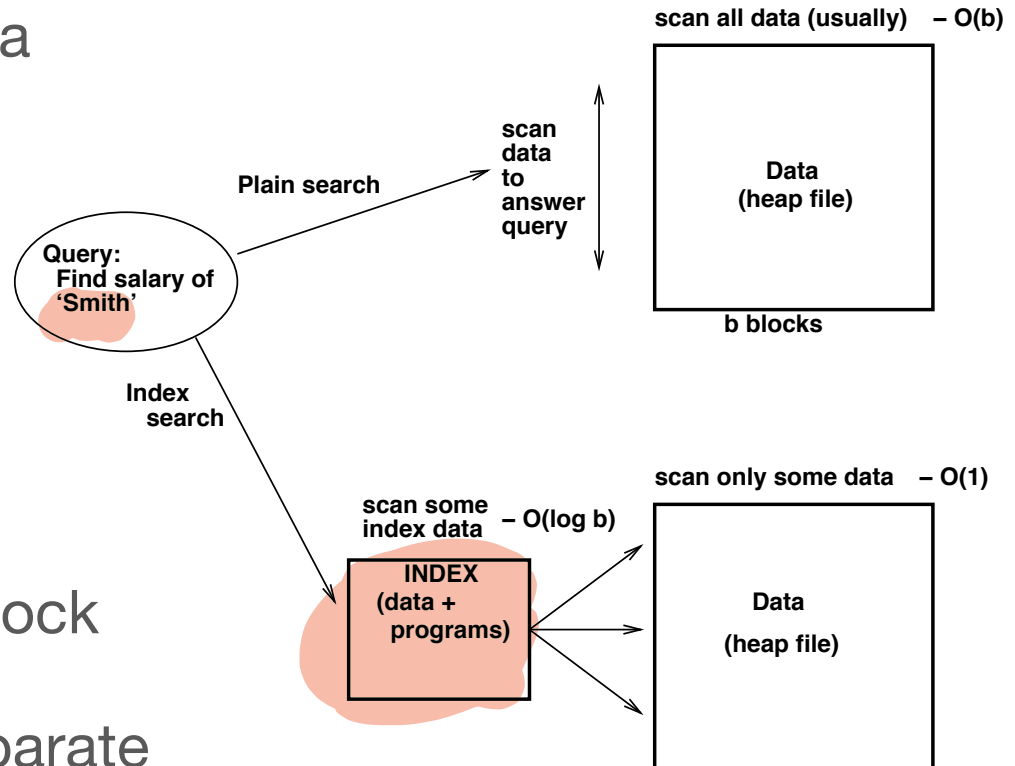 a
scan all data (usually) – O(b)
scan
data
to
answer
query
Data
(heap file)
b blocks
Plain search
Query:
Find salary of
‘Smith’
Index
search
scan some
index data – O(log b)
INDEX
(data +
programs)
scan only some data – O(1)
Data
(heap file)
ock
parate